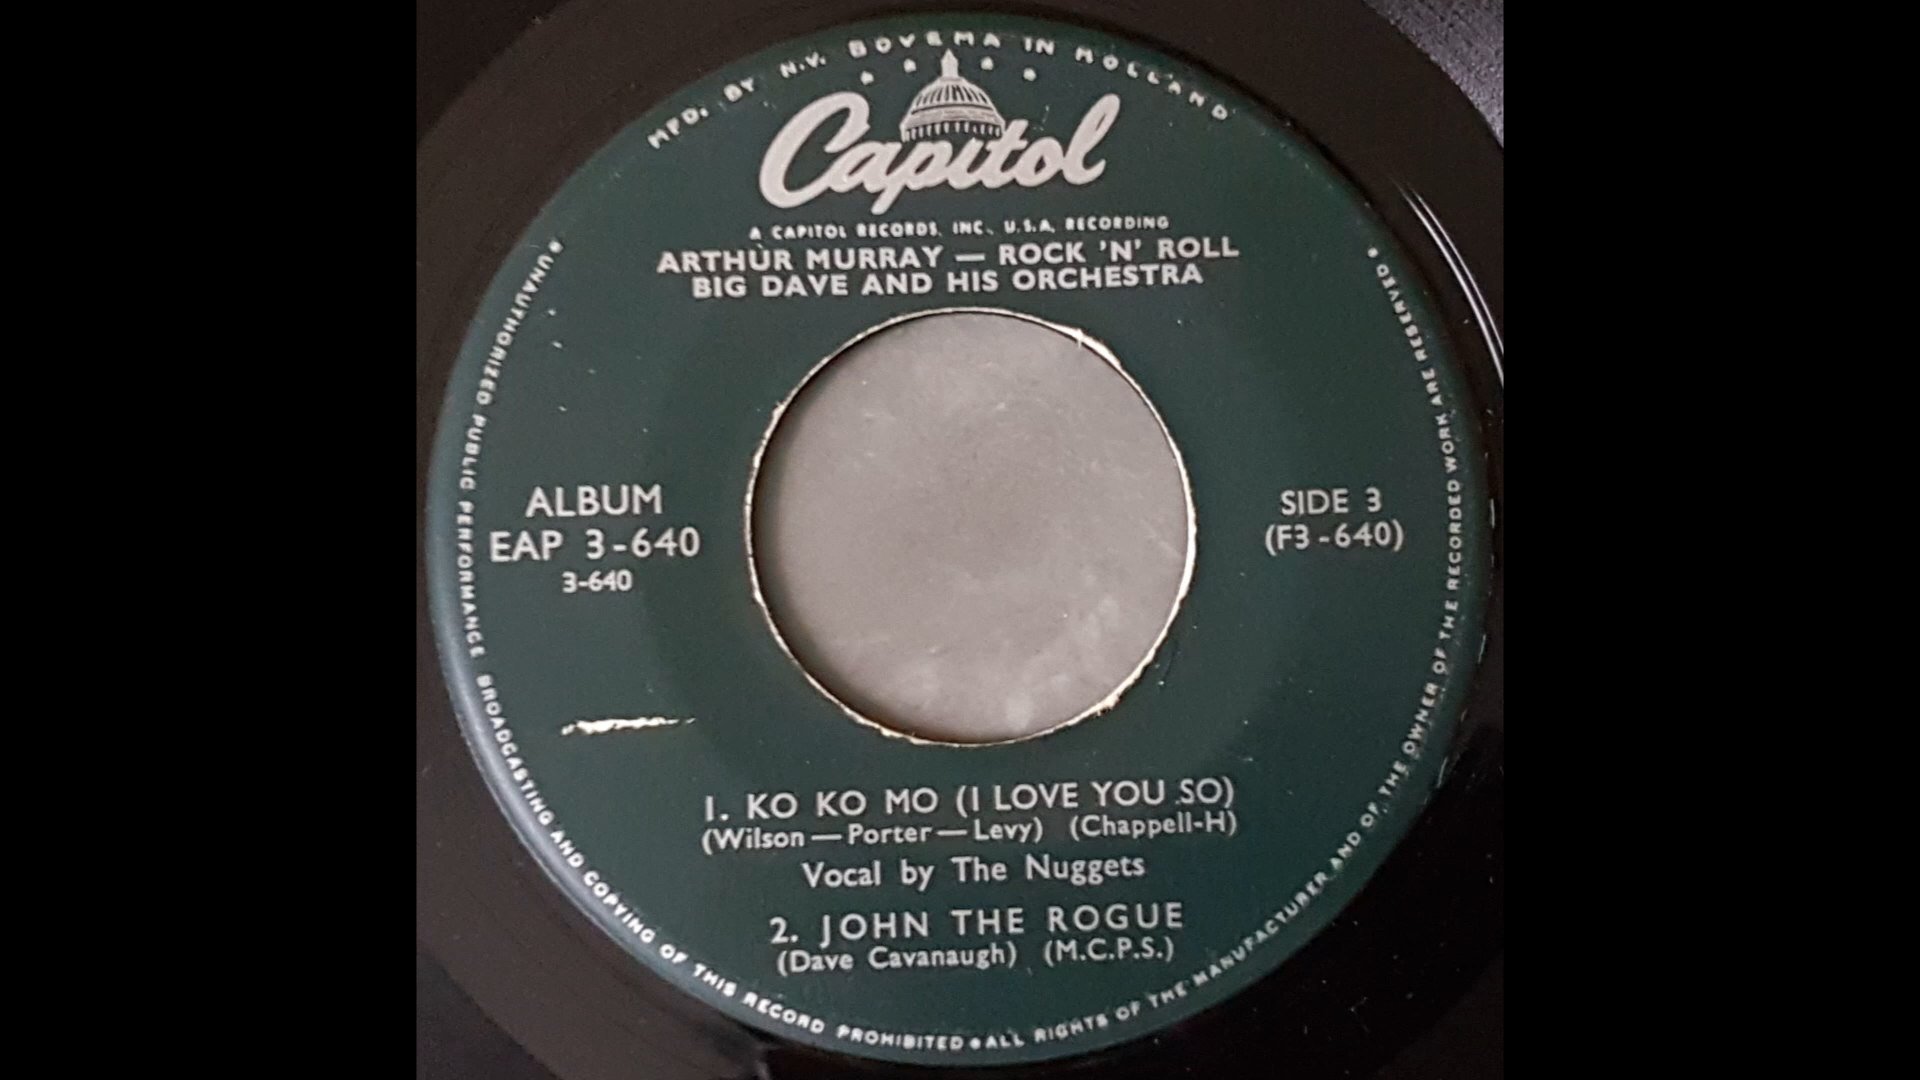 MFD. BY N.V. BOVEMA IN HOLLAND
Capitol
A CAPITOL RECORDS, INC., U.S.A. RECORDING
ARTHUR MURRAY — ROCK 'N' ROLL
BIG DAVE AND HIS ORCHESTRA
ALBUM
EAP 3-640
3-640
SIDE 3
(F3-640)
1. KO KO MO (I LOVE YOU SO)
(Wilson — Porter — Levy) (Chappell-H)
Vocal by The Nuggets
2. JOHN THE ROGUE
(Dave Cavanaugh) (M.C.P.S.)
• UNAUTHORIZED PUBLIC PERFORMANCE BROADCASTING AND COPYING OF THIS RECORD PROHIBITED • ALL RIGHTS OF THE MANUFACTURER AND OF THE OWNER OF THE RECORDED WORK ARE RESERVED •